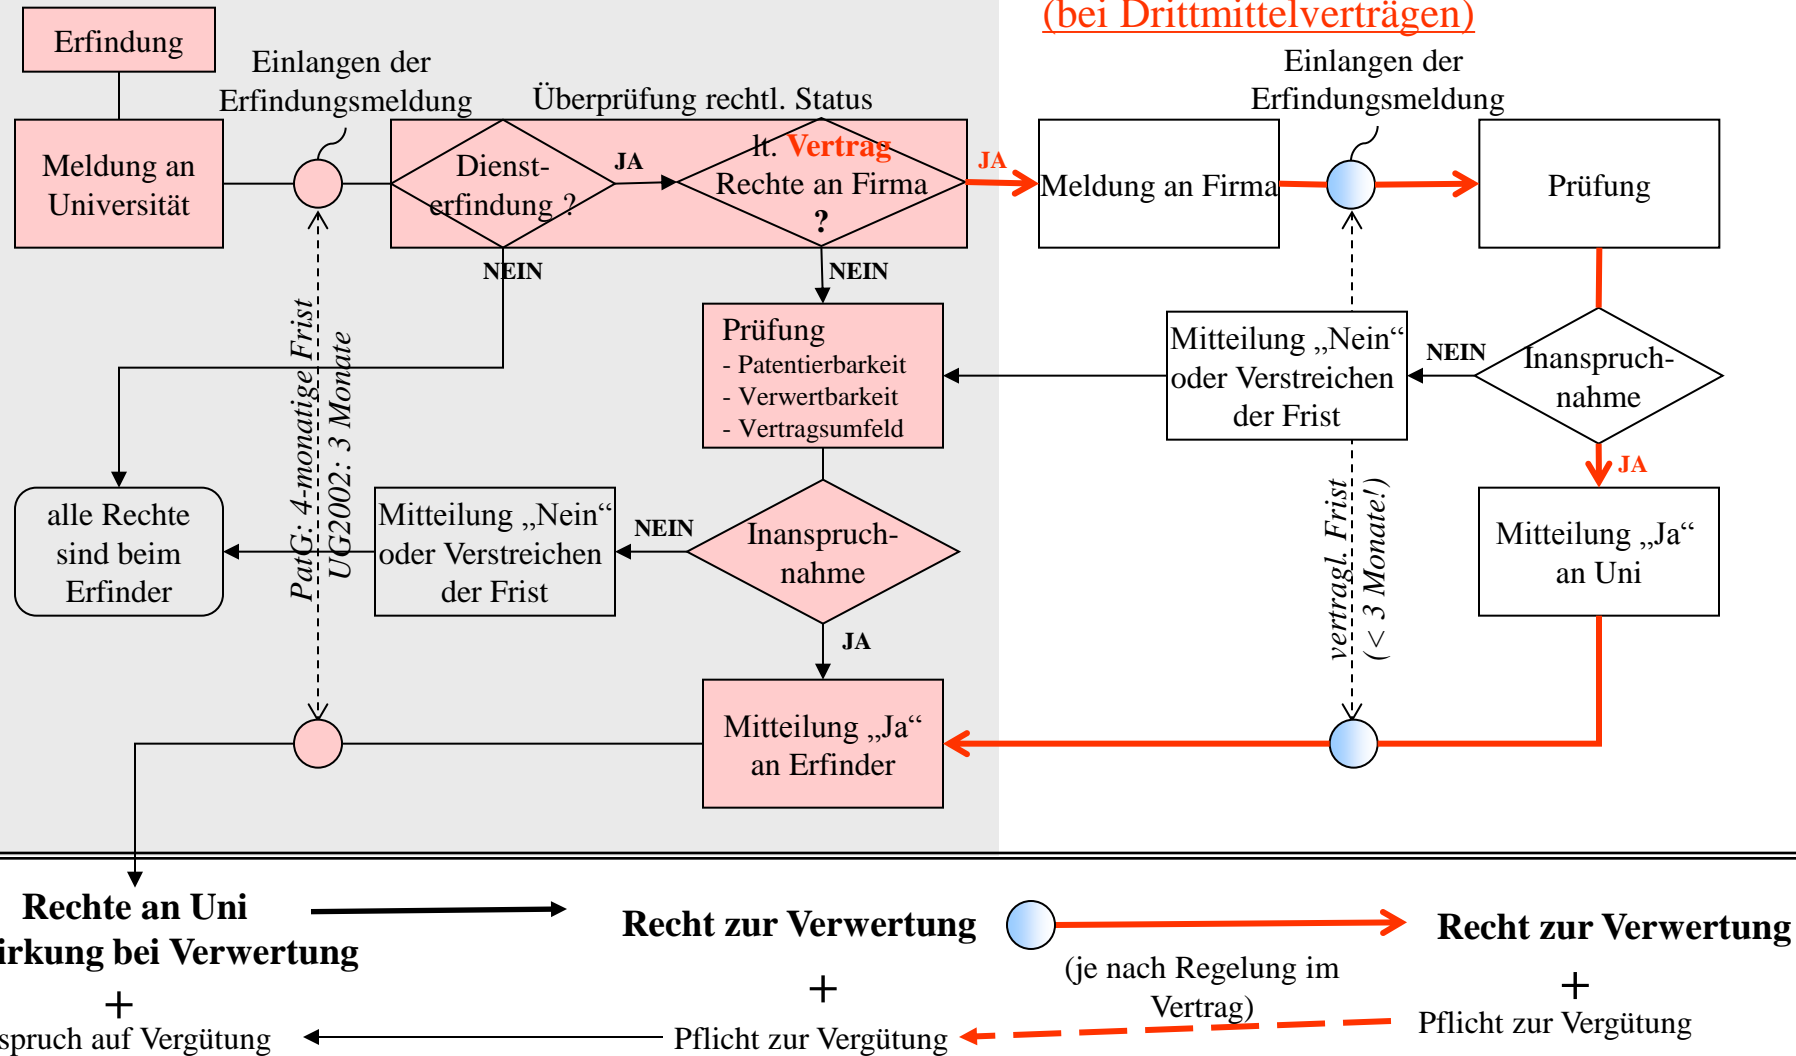 (bei Drittmittelverträgen)
Erfindung
Einlangen der
Erfindungsmeldung
Überprüfung rechtl. Status
Einlangen der
Erfindungsmeldung
Meldung an
Universität
Dienst-
erfindung ?
JA
lt. Vertrag
Rechte an Firma
?
JA
Meldung an Firma
Prüfung
NEIN
NEIN
PatG: 4-monatige Frist
UG2002: 3 Monate
Prüfung
- Patentierbarkeit
- Verwertbarkeit
- Vertragsumfeld
Mitteilung „Nein“
oder Verstreichen
der Frist
NEIN
Inanspruch-
nahme
JA
alle Rechte
sind beim
Erfinder
Mitteilung „Nein“
oder Verstreichen
der Frist
NEIN
Inanspruch-
nahme
vertragl. Frist
(< 3 Monate!)
Mitteilung „Ja“
an Uni
JA
Mitteilung „Ja“
an Erfinder
Rechte an Uni
irkung bei Verwertung
+
spruch auf Vergütung
Recht zur Verwertung
+
Pflicht zur Vergütung
(je nach Regelung im
Vertrag)
Recht zur Verwertung
+
Pflicht zur Vergütung